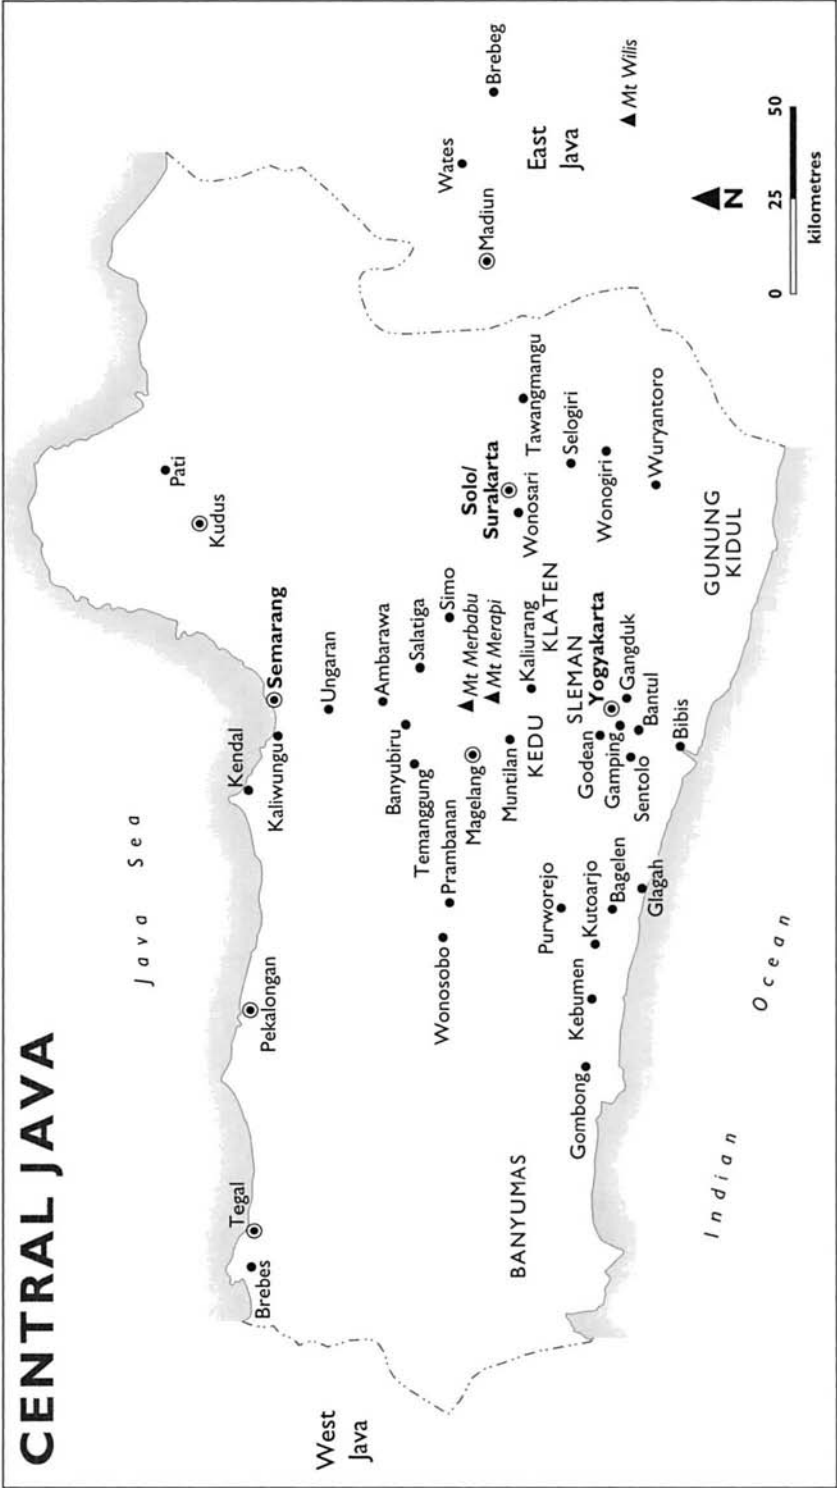 CENTRAL JAVA
Java Sea
West
Java
Brebes
Tegal
Pekalongan
Kendal
Kaliwungu
Semarang
Kudus
Pati
Ungaran
Ambarawa
Salatiga
Banyubiru
Temanggung
Simo
Wonosobo
Prambanan
Magelang
Mt Merbabu
Mt Merapi
Muntilan
KEDU
Kaliurang
KLATEN
Solo/
Surakarta
Wonosari
Tawangmangu
Selogiri
Wonogiri
Wuryantoro
Madiun
Wates
Brebeg
East
Java
Mt Wilis
BANYUMAS
Gombong
Kebumen
Kutoarjo
Purworejo
Bagelen
Glagah
SLEMAN
Yogyakarta
Godean
Gamping
Sentolo
Gangduk
Bantul
Bibis
GUNUNG
KIDUL
Indian Ocean
N
0 25 50
kilometres